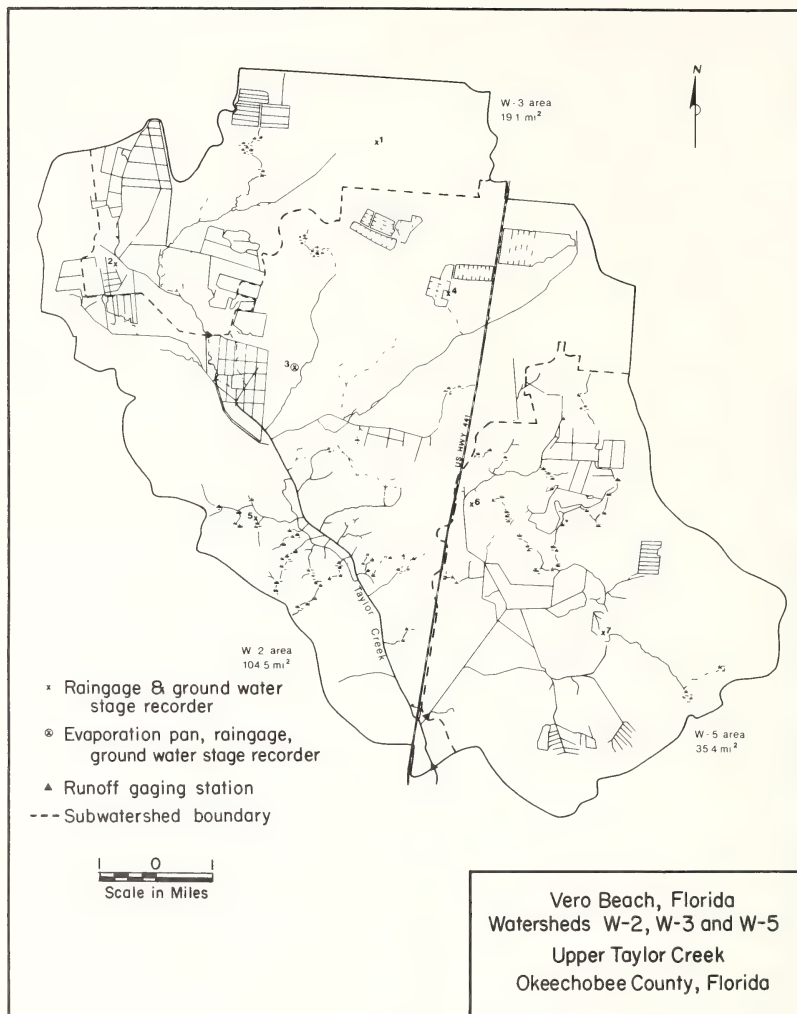 N
W-3 area
19.1 mi²
x1
2x
x4
3
US HWY 441
x6
5x
x7
Taylor Creek
W 2 area
104 5 mi²
W-5 area
35 4 mi²
x Raingage & ground water
stage recorder
Evaporation pan, raingage,
ground water stage recorder
▲ Runoff gaging station
--- Subwatershed boundary
1 0 1
Scale in Miles
Vero Beach, Florida
Watersheds W-2, W-3 and W-5
Upper Taylor Creek
Okeechobee County, Florida